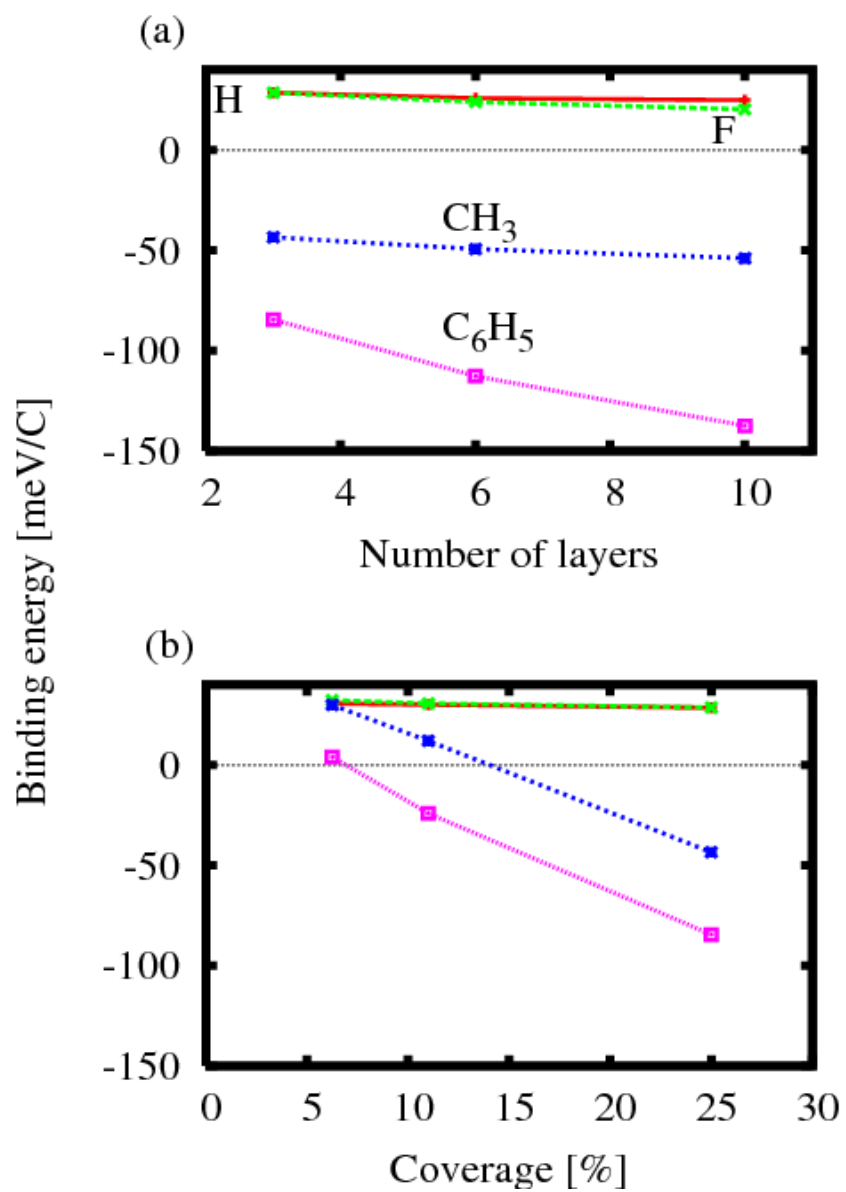 (a)
H
F
0
CH3
-50
C6H5
-100
-150
2 4 6 8 10
Number of layers
Binding energy [meV/C]
(b)
0
-50
-100
-150
0 5 10 15 20 25 30
Coverage [%]